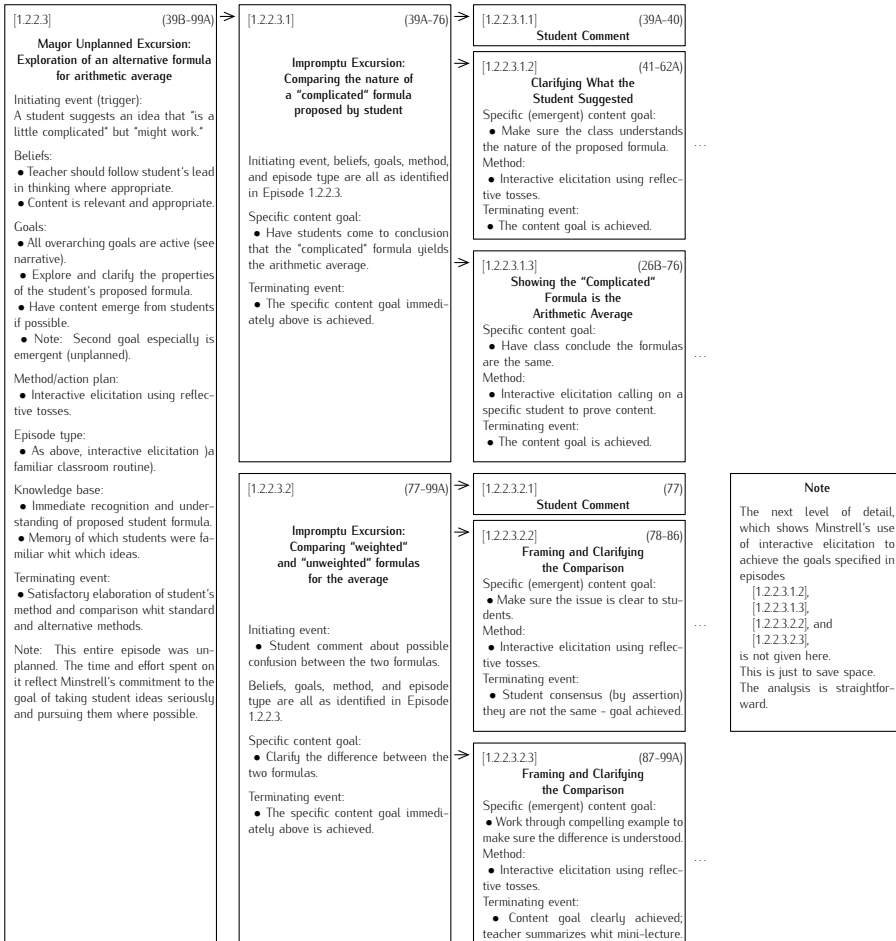 [1.2.2.3] (39B–99A)
Mayor Unplanned Excursion:
Exploration of an alternative formula
for arithmetic average
Initiating event (trigger):
A student suggests an idea that "is a
little complicated" but "might work."
Beliefs:
• Teacher should follow student's lead
in thinking where appropriate.
• Content is relevant and appropriate.
Goals:
• All overarching goals are active (see
narrative).
• Explore and clarify the properties
of the student's proposed formula.
• Have content emerge from students
if possible.
• Note: Second goal especially is
emergent (unplanned).
Method/action plan:
• Interactive elicitation using reflec-
tive tosses.
Episode type:
• As above, interactive elicitation )a
familiar classroom routine).
Knowledge base:
• Immediate recognition and under-
standing of proposed student formula.
• Memory of which students were fa-
miliar whit which ideas.
Terminating event:
• Satisfactory elaboration of student's
method and comparison whit standard
and alternative methods.
Note: This entire episode was un-
planned. The time and effort spent on
it reflect Minstrell's commitment to the
goal of taking student ideas seriously
and pursuing them where possible.
[1.2.2.3.1] (39A–76)
Impromptu Excursion:
Comparing the nature of
a "complicated" formula
proposed by student
Initiating event, beliefs, goals, method,
and episode type are all as identified
in Episode 1.2.2.3.
Specific content goal:
• Have students come to conclusion
that the "complicated" formula yields
the arithmetic average.
Terminating event:
• The specific content goal immedi-
ately above is achieved.
[1.2.2.3.2] (77–99A)
Impromptu Excursion:
Comparing "weighted"
and "unweighted" formulas
for the average
Initiating event:
• Student comment about possible
confusion between the two formulas.
Beliefs, goals, method, and episode
type are all as identified in Episode
1.2.2.3.
Specific content goal:
• Clarify the difference between the
two formulas.
Terminating event:
• The specific content goal immedi-
ately above is achieved.
[1.2.2.3.1.1] (39A–40)
Student Comment
[1.2.2.3.1.2] (41–62A)
Clarifying What the
Student Suggested
Specific (emergent) content goal:
• Make sure the class understands
the nature of the proposed formula.
Method:
• Interactive elicitation using reflec-
tive tosses.
Terminating event:
• The content goal is achieved.
...
[1.2.2.3.1.3] (26B–76)
Showing the "Complicated"
Formula is the
Arithmetic Average
Specific content goal:
• Have class conclude the formulas
are the same.
Method:
• Interactive elicitation calling on a
specific student to prove content.
Terminating event:
• The content goal is achieved.
...
[1.2.2.3.2.1] (77)
Student Comment
[1.2.2.3.2.2] (78–86)
Framing and Clarifying
the Comparison
Specific (emergent) content goal:
• Make sure the issue is clear to stu-
dents.
Method:
• Interactive elicitation using reflec-
tive tosses.
Terminating event:
• Student consensus (by assertion)
they are not the same – goal achieved.
...
[1.2.2.3.2.3] (87–99A)
Framing and Clarifying
the Comparison
Specific (emergent) content goal:
• Work through compelling example to
make sure the difference is understood.
Method:
• Interactive elicitation using reflec-
tive tosses.
Terminating event:
• Content goal clearly achieved;
teacher summarizes whit mini-lecture.
...
Note
The next level of detail,
which shows Minstrell's use
of interactive elicitation to
achieve the goals specified in
episodes
[1.2.2.3.1.2],
[1.2.2.3.1.3],
[1.2.2.3.2.2], and
[1.2.2.3.2.3],
is not given here.
This is just to save space.
The analysis is straightfor-
ward.